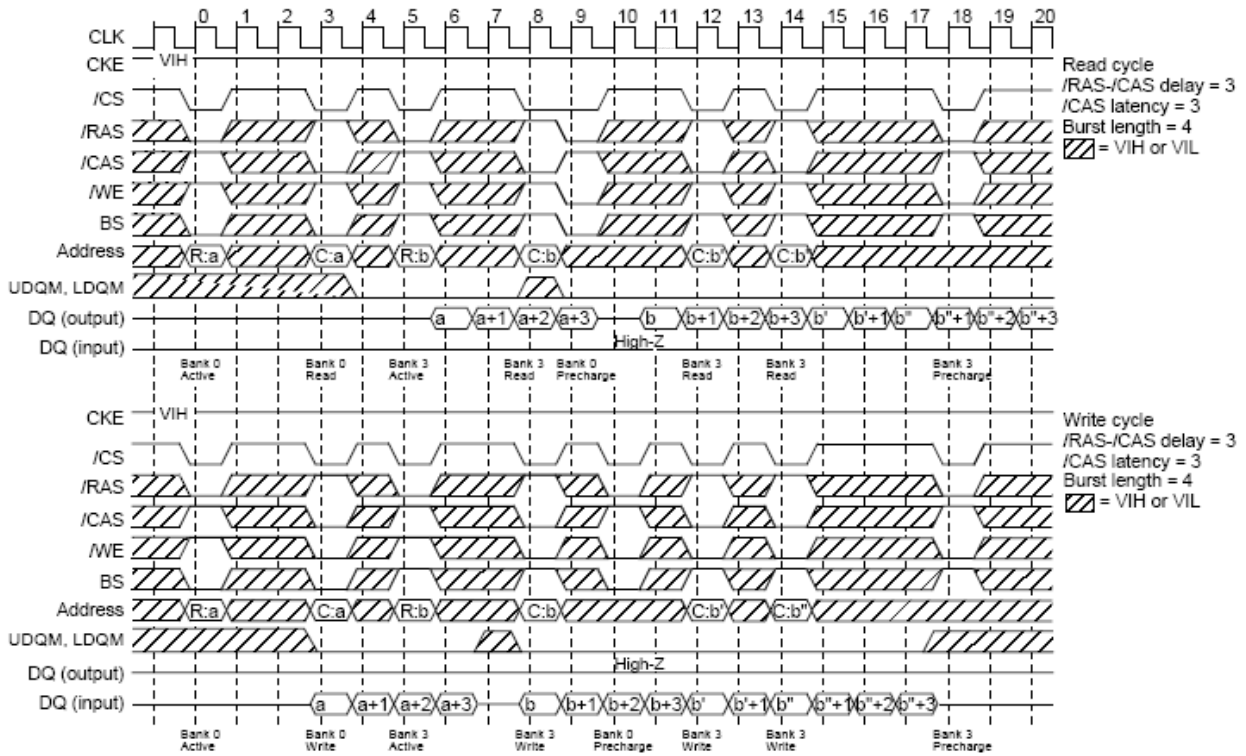 0 1 2 3 4 5 6 7 8 9 10 11 12 13 14 15 16 17 18 19 20
CLK
CKE VIH
/CS
/RAS
/CAS
/WE
BS
Address R:a C:a R:b C:b C:b' C:b"
UDQM, LDQM
DQ (output) a a+1 a+2 a+3 b b+1 b+2 b+3 b' b'+1 b" b"+1 b"+2 b"+3
DQ (input) High-Z
Bank 0 Active
Bank 0 Read
Bank 3 Active
Bank 3 Read
Bank 0 Precharge
Bank 3 Read
Bank 3 Read
Bank 3 Precharge
Read cycle
/RAS-/CAS delay = 3
/CAS latency = 3
Burst length = 4
= VIH or VIL
CKE VIH
/CS
/RAS
/CAS
/WE
BS
Address R:a C:a R:b C:b C:b' C:b"
UDQM, LDQM
DQ (output) High-Z
DQ (input) a a+1 a+2 a+3 b b+1 b+2 b+3 b' b'+1 b" b"+1 b"+2 b"+3
Bank 0 Active
Bank 0 Write
Bank 3 Active
Bank 3 Write
Bank 0 Precharge
Bank 3 Write
Bank 3 Write
Bank 3 Precharge
Write cycle
/RAS-/CAS delay = 3
/CAS latency = 3
Burst length = 4
= VIH or VIL